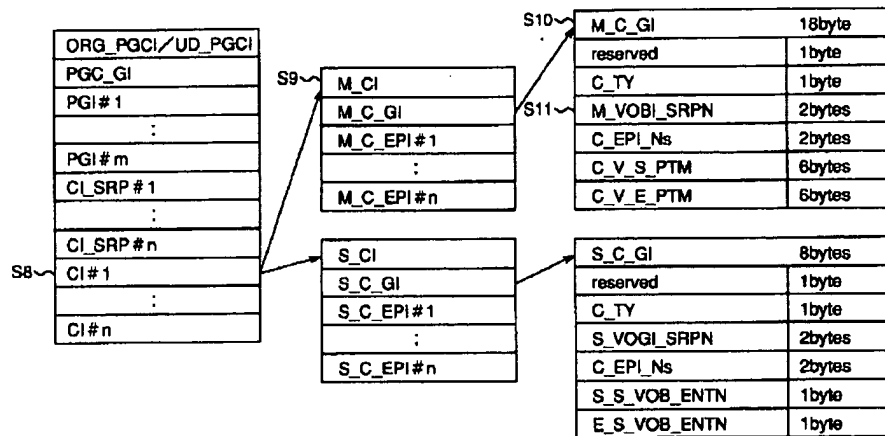 ORG_PGCI/UD_PGCI
PGC_GI
PGI#1
:
PGI#m
CI_SRP#1
:
CI_SRP#n
S8
CI#1
:
CI#n
S9
M_CI
M_C_GI
M_C_EPI#1
:
M_C_EPI#n
S_CI
S_C_GI
S_C_EPI#1
:
S_C_EPI#n
S10
M_C_GI 18byte
reserved 1byte
C_TY 1byte
S11
M_VOBI_SRPN 2bytes
C_EPI_Ns 2bytes
C_V_S_PTM 6bytes
C_V_E_PTM 6bytes
S_C_GI 8bytes
reserved 1byte
C_TY 1byte
S_VOGI_SRPN 2bytes
C_EPI_Ns 2bytes
S_S_VOB_ENTN 1byte
E_S_VOB_ENTN 1byte